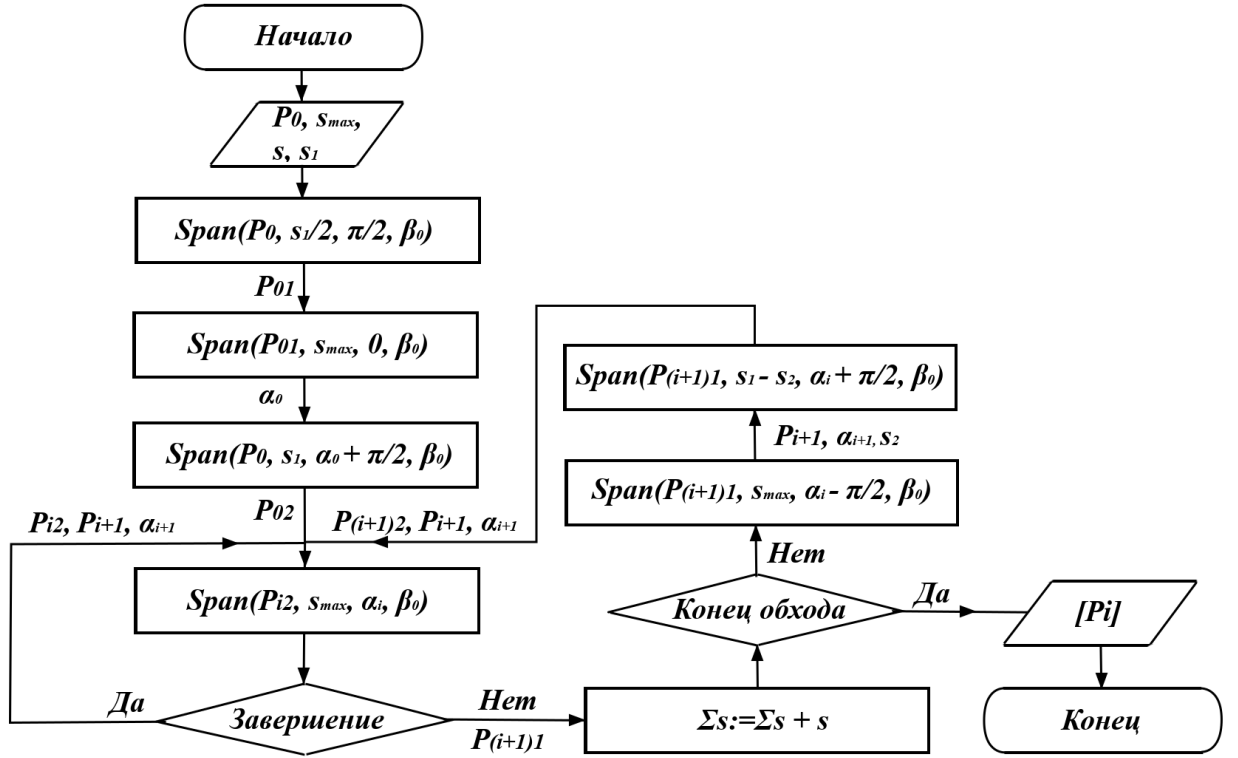 Начало
P0, smax,
s, s1
Span(P0, s1/2, π/2, β0)
P01
Span(P01, smax, 0, β0)
α0
Span(P0, s1, α0 + π/2, β0)
P02
Pi2, Pi+1, αi+1
P(i+1)2, Pi+1, αi+1
Span(Pi2, smax, αi, β0)
Завершение
Да
Нет
P(i+1)1
Σs:=Σs + s
Конец обхода
Нет
Span(P(i+1)1, smax, αi - π/2, β0)
Pi+1, αi+1, s2
Span(P(i+1)1, s1 - s2, αi + π/2, β0)
Да
[Pi]
Конец